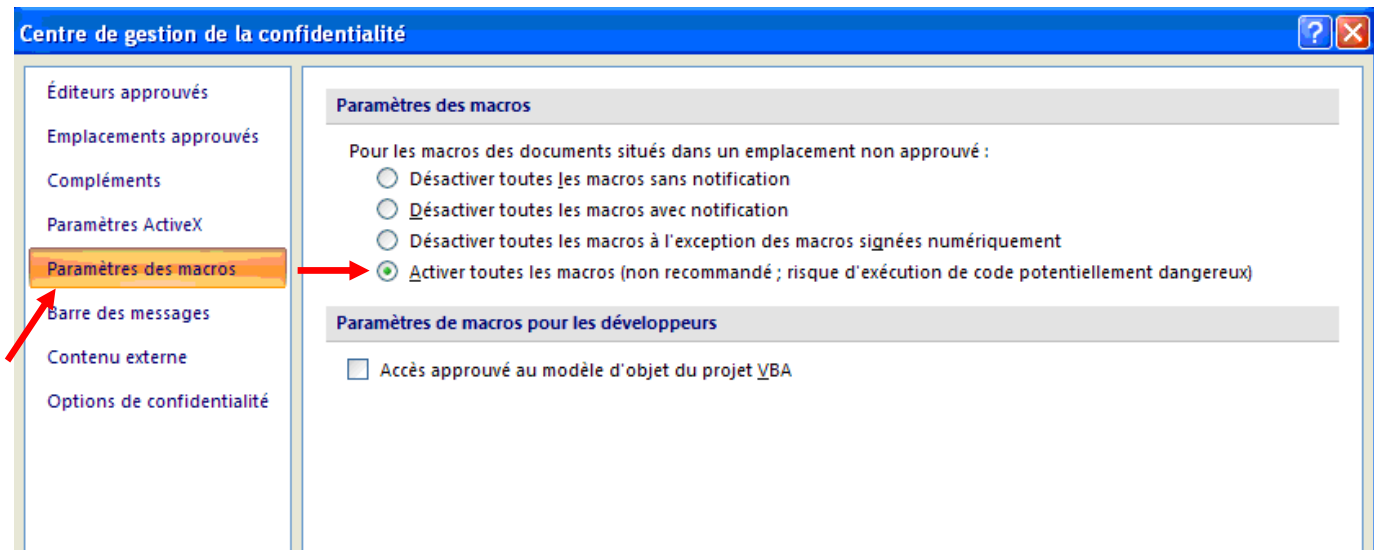 Centre de gestion de la confidentialité
Éditeurs approuvés
Emplacements approuvés
Compléments
Paramètres ActiveX
Paramètres des macros
Barre des messages
Contenu externe
Options de confidentialité
Paramètres des macros
Pour les macros des documents situés dans un emplacement non approuvé :
Désactiver toutes les macros sans notification
Désactiver toutes les macros avec notification
Désactiver toutes les macros à l'exception des macros signées numériquement
Activer toutes les macros (non recommandé ; risque d'exécution de code potentiellement dangereux)
Paramètres de macros pour les développeurs
Accès approuvé au modèle d'objet du projet VBA